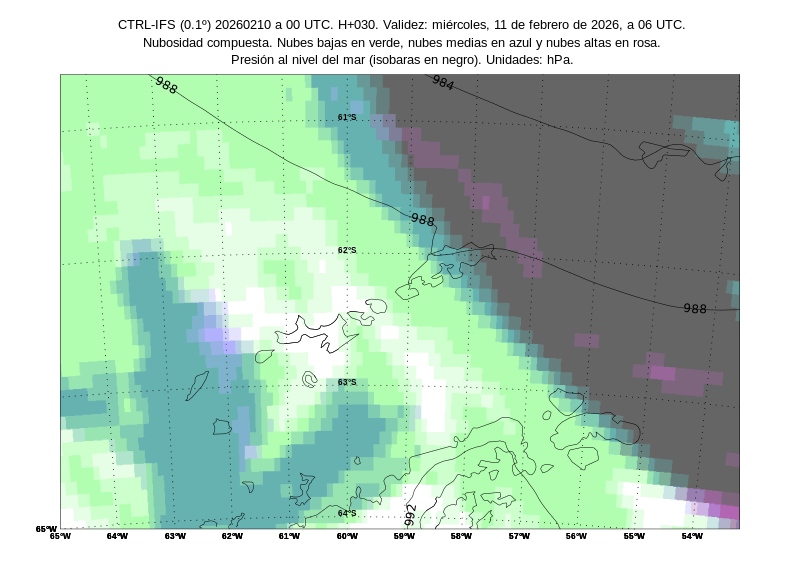 CTRL-IFS (0.1º) 20260210 a 00 UTC. H+030. Validez: miércoles, 11 de febrero de 2026, a 06 UTC.
Nubosidad compuesta. Nubes bajas en verde, nubes medias en azul y nubes altas en rosa.
Presión al nivel del mar (isobaras en negro). Unidades: hPa.
988
984
61°S
988
62°S
988
63°S
992
64°S
65°W
65°W 64°W 63°W 62°W 61°W 60°W 59°W 58°W 57°W 56°W 55°W 54°W